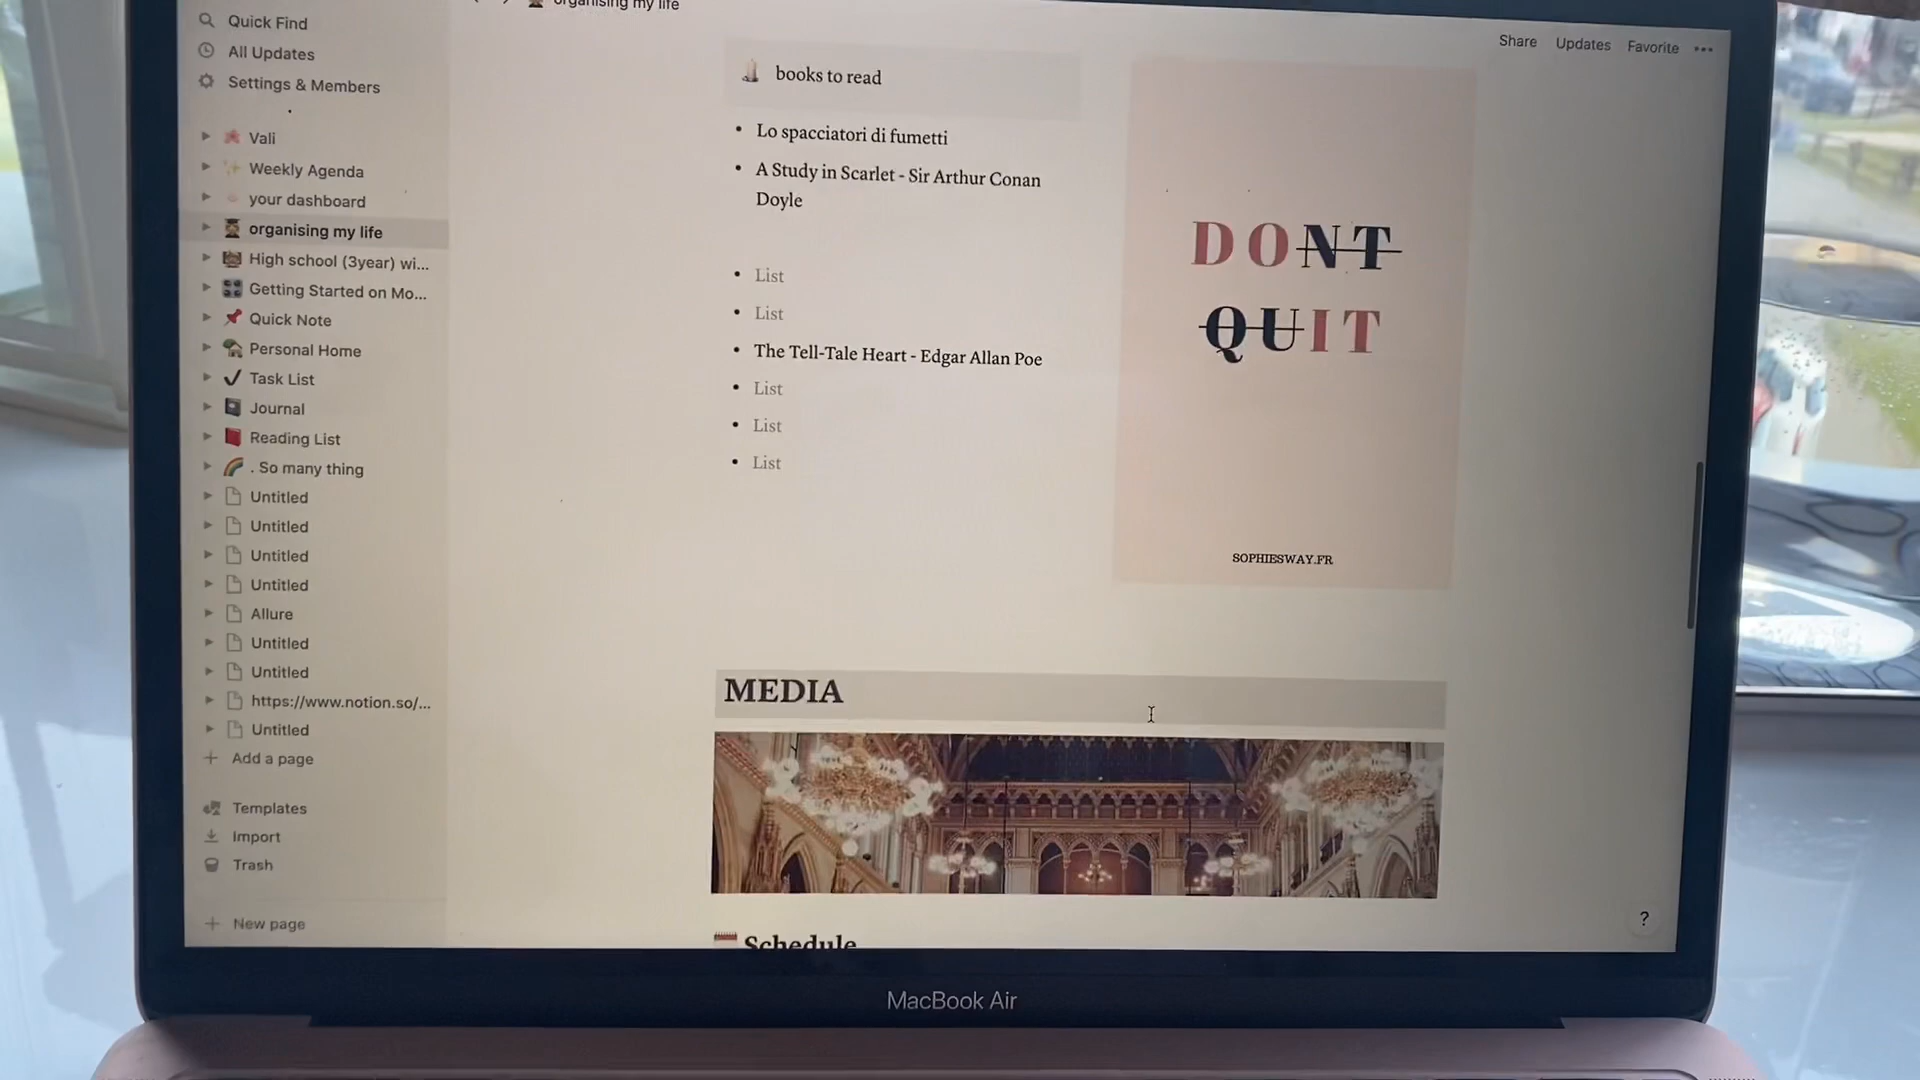 organising my life
Quick Find
All Updates
Settings & Members
Vali
Weekly Agenda
your dashboard
organising my life
High school (3year) wi...
Getting Started on Mo...
Quick Note
Personal Home
Task List
Journal
Reading List
. So many thing
Untitled
Untitled
Untitled
Untitled
Allure
Untitled
Untitled
https://www.notion.so/...
Untitled
Add a page
Templates
Import
Trash
New page
Share Updates Favorite
books to read
Lo spacciatori di fumetti
A Study in Scarlet - Sir Arthur Conan
Doyle
List
List
The Tell-Tale Heart - Edgar Allan Poe
List
List
List
DONT
QUIT
SOPHIESWAY.FR
MEDIA
Schedule
?
MacBook Air